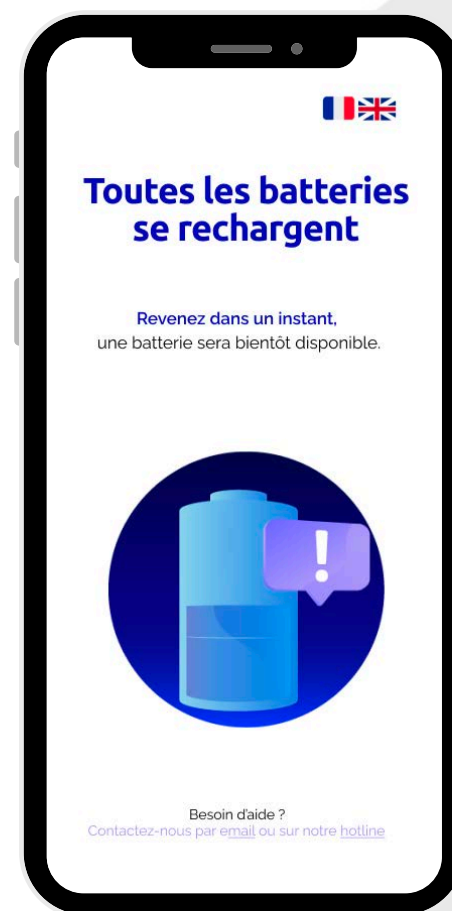 Toutes les batteries
se rechargent
Revenez dans un instant,
une batterie sera bientôt disponible.
!
Besoin d'aide ?
Contactez-nous par email ou sur notre hotline